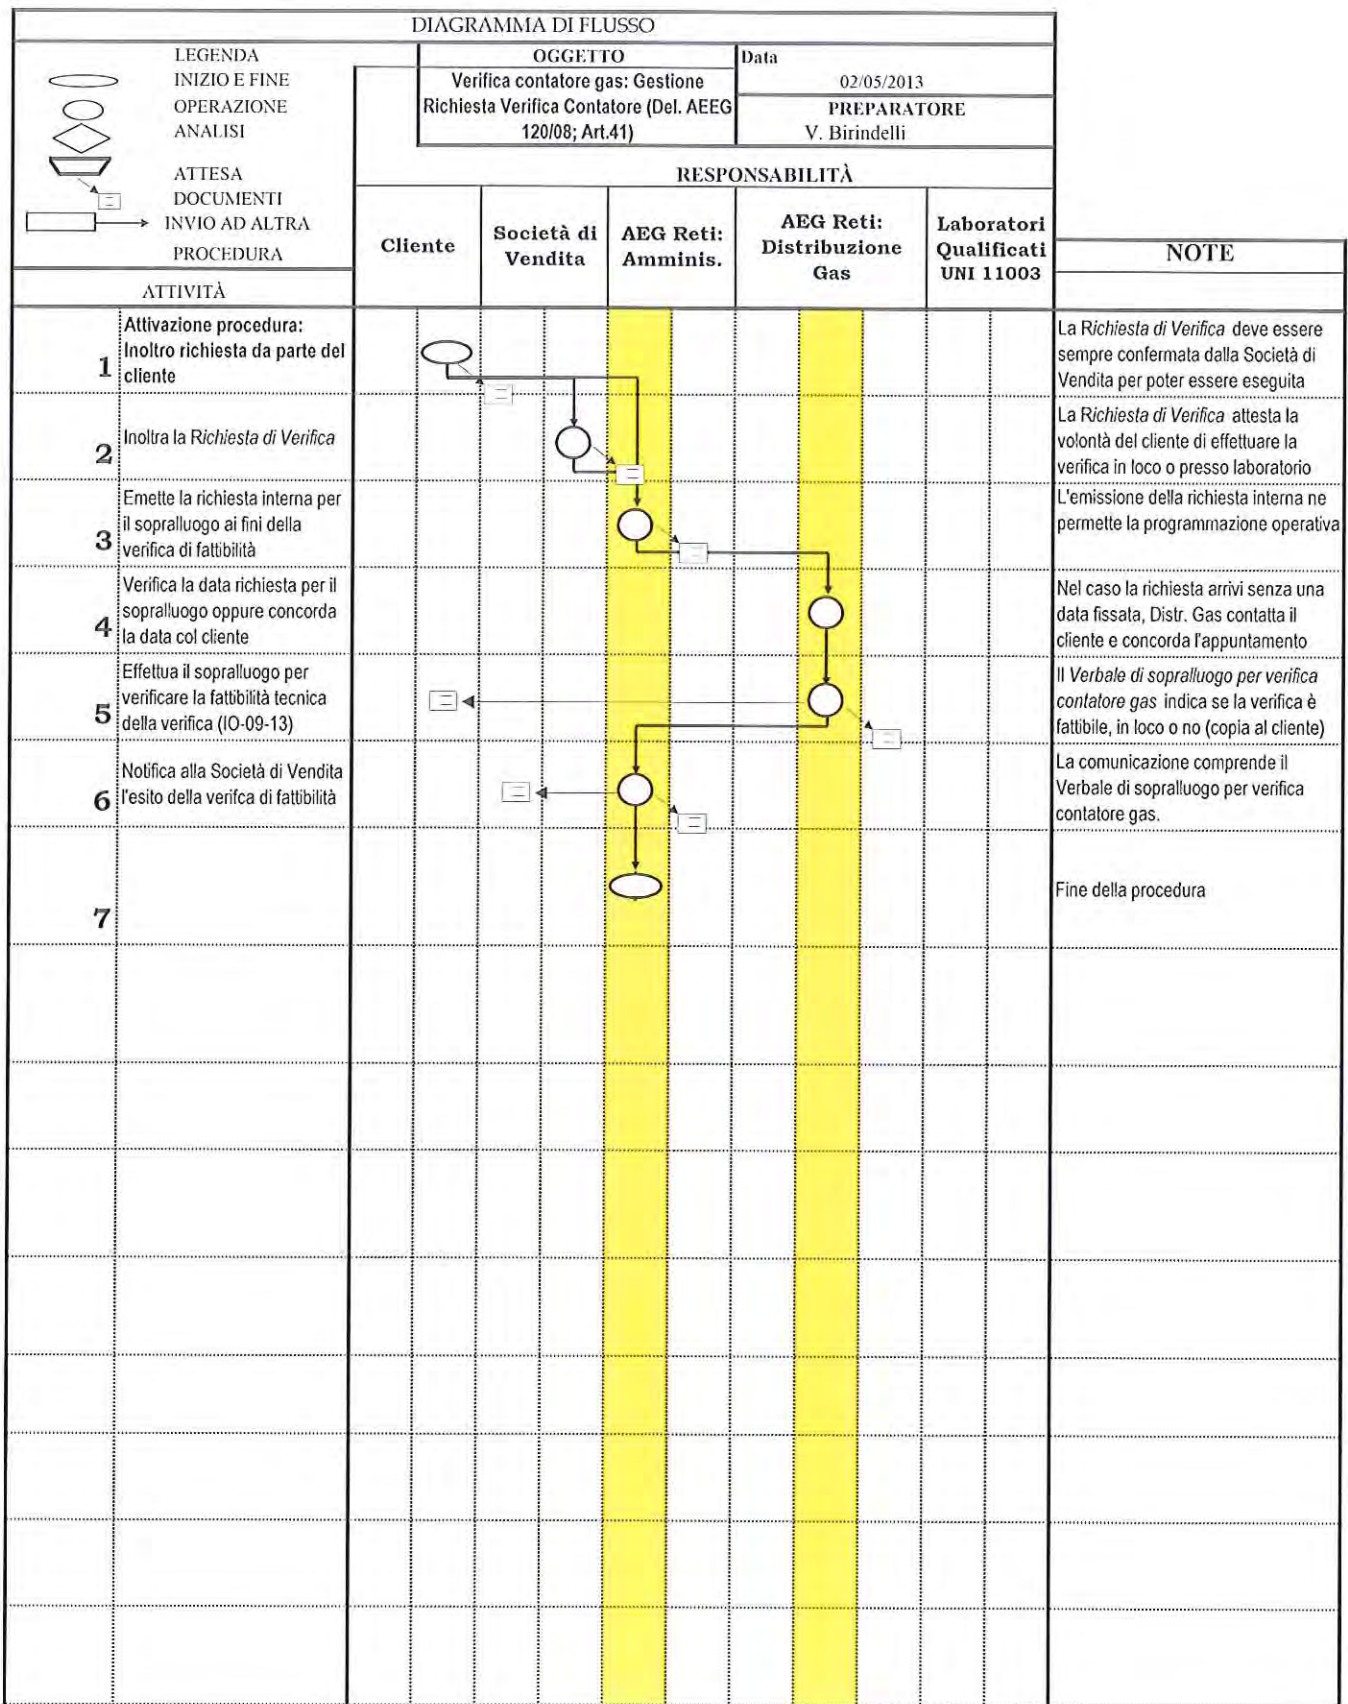 DIAGRAMMA DI FLUSSO
LEGENDA
INIZIO E FINE
OPERAZIONE
ANALISI
ATTESA
DOCUMENTI
INVIO AD ALTRA
PROCEDURA
ATTIVITÀ
OGGETTO
Verifica contatore gas: Gestione
Richiesta Verifica Contatore (Del. AEEG
120/08; Art.41)
Data
02/05/2013
PREPARATORE
V. Birindelli
RESPONSABILITÀ
Cliente
Società di
Vendita
AEG Reti:
Amminis.
AEG Reti:
Distribuzione
Gas
Laboratori
Qualificati
UNI 11003
NOTE
1
Attivazione procedura:
Inoltro richiesta da parte del
cliente
La Richiesta di Verifica deve essere
sempre confermata dalla Società di
Vendita per poter essere eseguita
2
Inoltra la Richiesta di Verifica
La Richiesta di Verifica attesta la
volontà del cliente di effettuare la
verifica in loco o presso laboratorio
3
Emette la richiesta interna per
il sopralluogo ai fini della
verifica di fattibilità
L'emissione della richiesta interna ne
permette la programmazione operativa
4
Verifica la data richiesta per il
sopralluogo oppure concorda
la data col cliente
Nel caso la richiesta arrivi senza una
data fissata, Distr. Gas contatta il
cliente e concorda l'appuntamento
5
Effettua il sopralluogo per
verificare la fattibilità tecnica
della verifica (IO-09-13)
Il Verbale di sopralluogo per verifica
contatore gas indica se la verifica è
fattibile, in loco o no (copia al cliente)
6
Notifica alla Società di Vendita
l'esito della verifca di fattibilità
La comunicazione comprende il
Verbale di sopralluogo per verifica
contatore gas.
7
Fine della procedura